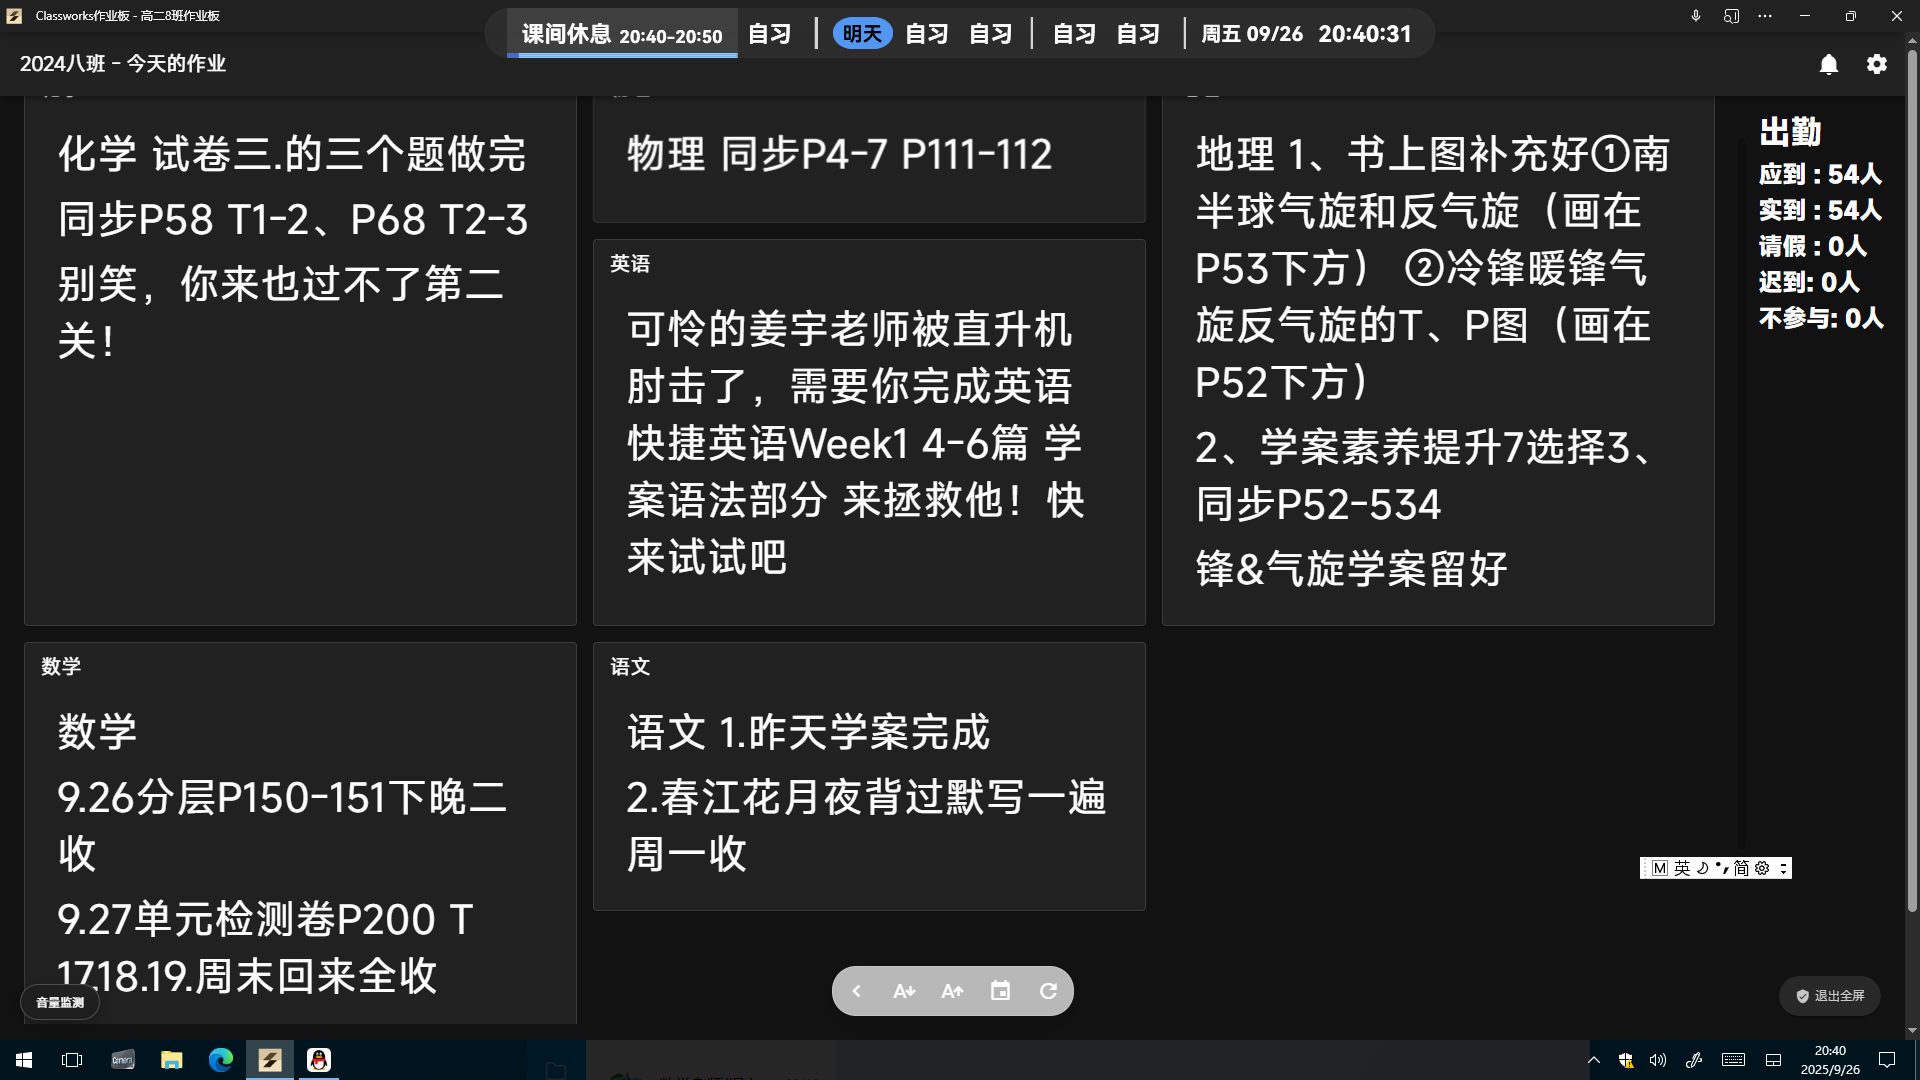 Classworks作业板 - 高二8班作业板
课间休息 20:40-20:50 自习 明天 自习 自习 自习 自习 周五 09/26 20:40:31
2024八班 - 今天的作业
化学 试卷三.的三个题做完
同步P58 T1-2、P68 T2-3
别笑，你来也过不了第二
关！
物理 同步P4-7 P111-112
英语
可怜的姜宇老师被直升机
肘击了，需要你完成英语
快捷英语Week1 4-6篇 学
案语法部分 来拯救他！快
来试试吧
地理 1、书上图补充好①南
半球气旋和反气旋（画在
P53下方） ②冷锋暖锋气
旋反气旋的T、P图（画在
P52下方）
2、学案素养提升7选择3、
同步P52-534
锋&气旋学案留好
出勤
应到 : 54人
实到 : 54人
请假 : 0人
迟到: 0人
不参与: 0人
数学
数学
9.26分层P150-151下晚二
收
9.27单元检测卷P200 T
17.18.19.周末回来全收
语文
语文 1.昨天学案完成
2.春江花月夜背过默写一遍
周一收
M 英 简
音量监测
退出全屏
20:40
2025/9/26